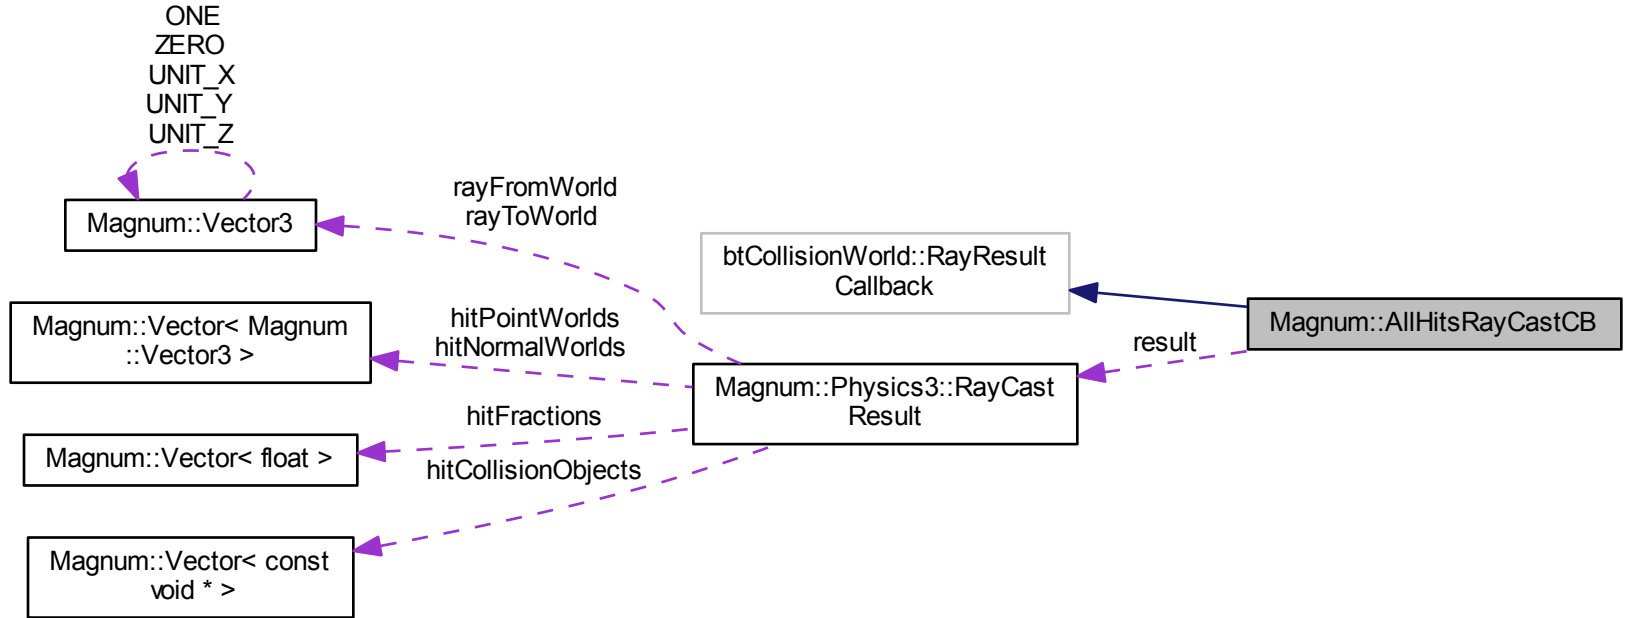 ONE
ZERO
UNIT_X
UNIT_Y
UNIT_Z
Magnum::Vector3
rayFromWorld
rayToWorld
btCollisionWorld::RayResult
Callback
Magnum::AllHitsRayCastCB
Magnum::Vector< Magnum
::Vector3 >
hitPointWorlds
hitNormalWorlds
result
Magnum::Physics3::RayCast
Result
hitFractions
Magnum::Vector< float >
hitCollisionObjects
Magnum::Vector< const
void * >